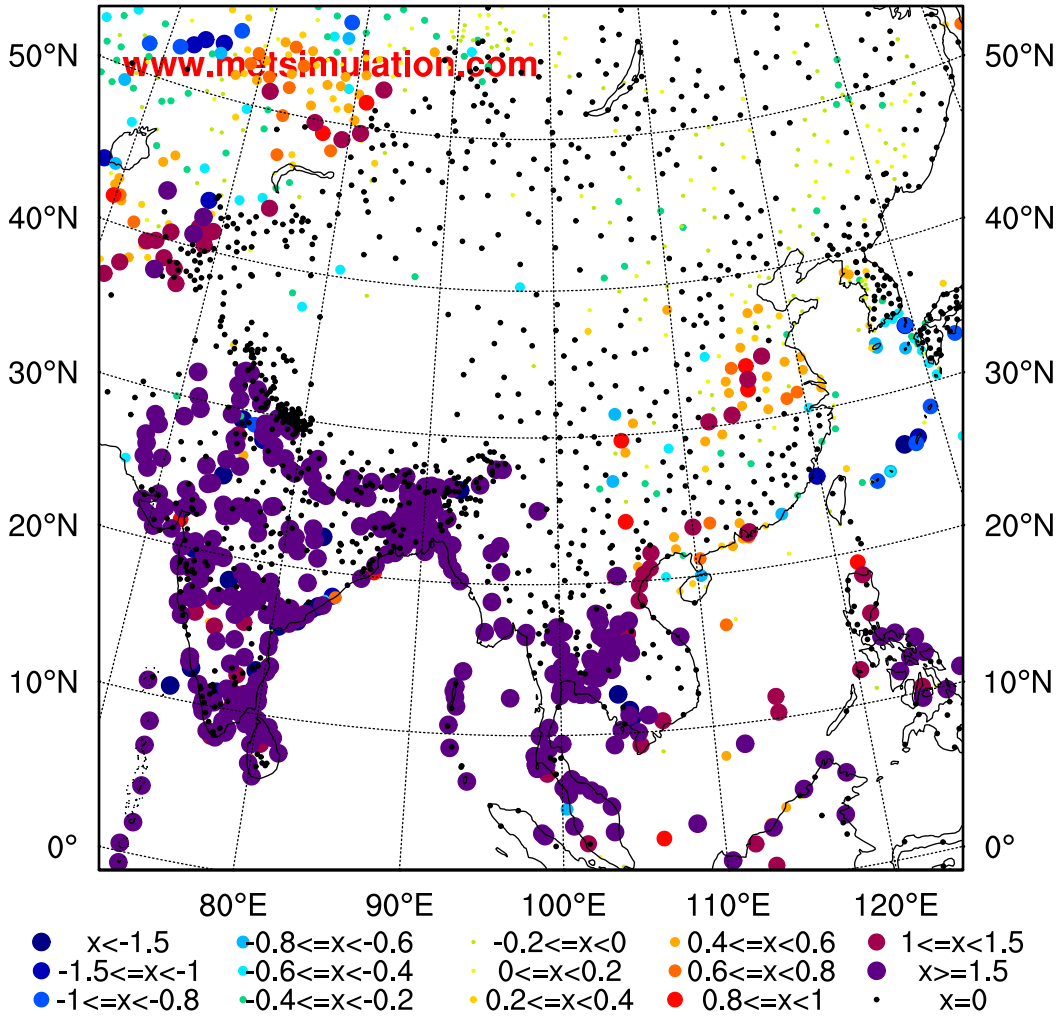 50°N 50°N
www.metsimulation.com
40°N 40°N
30°N 30°N
20°N 20°N
10°N 10°N
0° 0°
80°E 90°E 100°E 110°E 120°E
x<-1.5 -0.8<=x<-0.6 -0.2<=x<0 0.4<=x<0.6 1<=x<1.5
-1.5<=x<-1 -0.6<=x<-0.4 0<=x<0.2 0.6<=x<0.8 x>=1.5
-1<=x<-0.8 -0.4<=x<-0.2 0.2<=x<0.4 0.8<=x<1 x=0